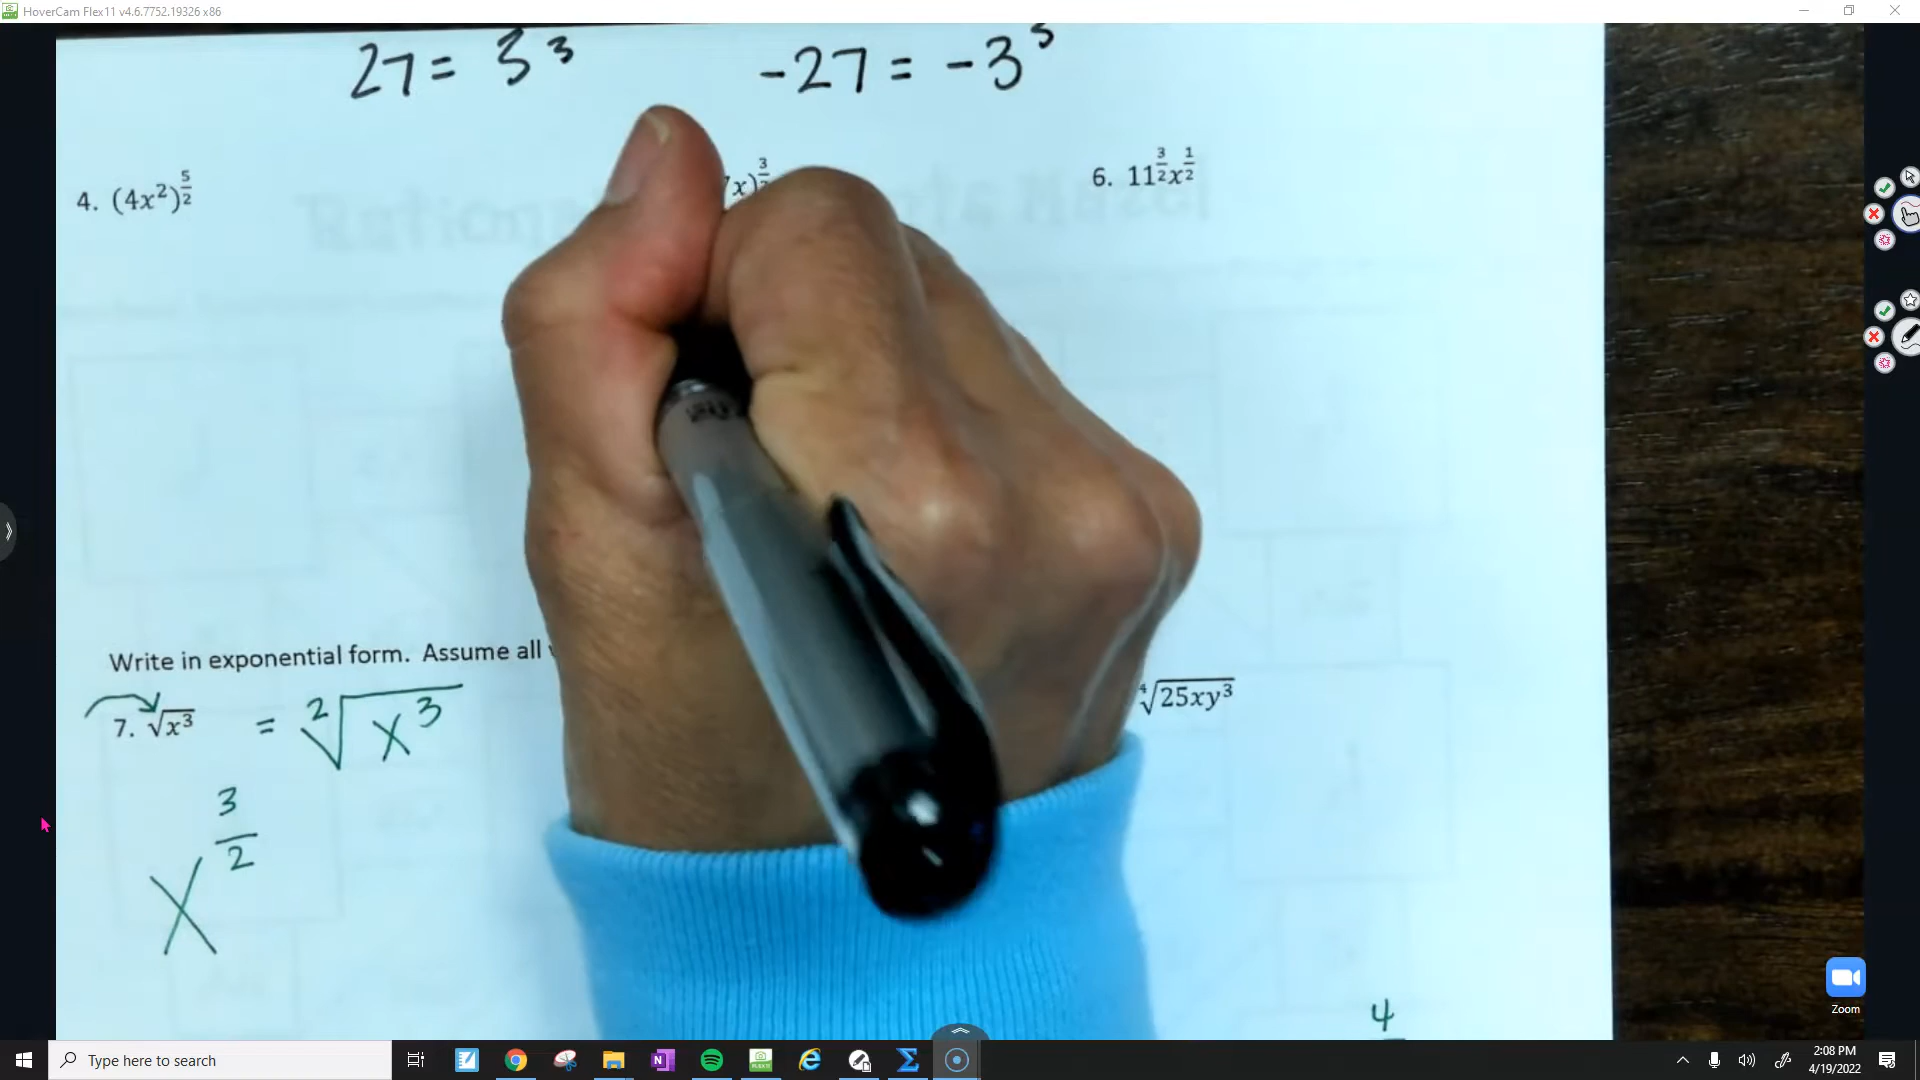 HoverCam Flex11 v4.6.7752.19326 x86
27 = 3³ -27 = -3³
4. (4x²)^(5/2) x)^(3/2) 6. 11^(3/2)x^(1/2)
Write in exponential form. Assume all
7. √x³ = ²√x³ ⁴√25xy³
x^(3/2)
Zoom
4
Type here to search
2:08 PM
4/19/2022